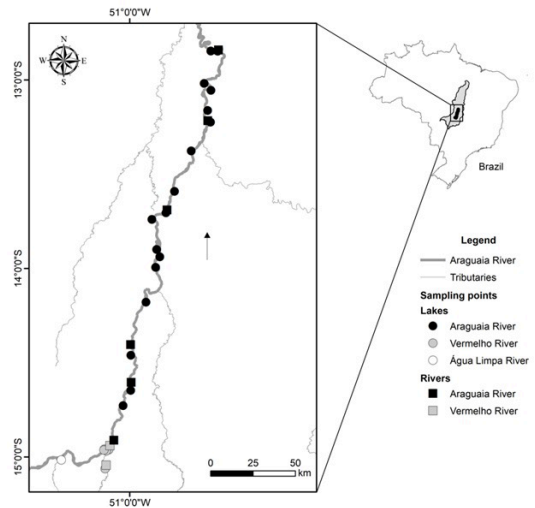 51°0'0"W
N
W E
S
13°0'0"S
14°0'0"S
15°0'0"S
0 25 50
km
51°0'0"W
Brazil
Legend
Araguaia River
Tributaries
Sampling points
Lakes
Araguaia River
Vermelho River
Água Limpa River
Rivers
Araguaia River
Vermelho River